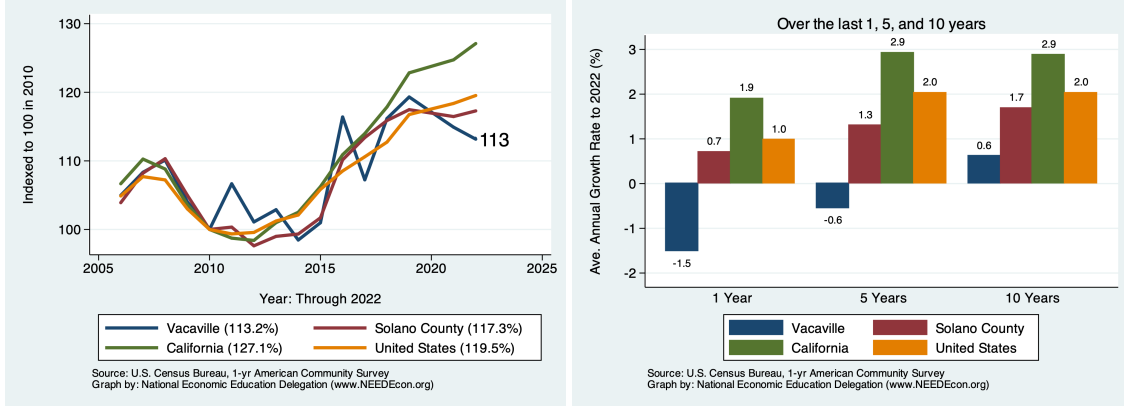 Indexed to 100 in 2010
130
120
110
100
113
2005
2010
2015
2020
2025
Year: Through 2022
Vacaville (113.2%)
Solano County (117.3%)
California (127.1%)
United States (119.5%)
Source: U.S. Census Bureau, 1-yr American Community Survey
Graph by: National Economic Education Delegation (www.NEEDEcon.org)
Over the last 1, 5, and 10 years
Ave. Annual Growth Rate to 2022 (%)
3
2
1
0
-1
-2
-1.5
0.7
1.9
1.0
-0.6
1.3
2.9
2.0
0.6
1.7
2.9
2.0
1 Year
5 Years
10 Years
Vacaville
Solano County
California
United States
Source: U.S. Census Bureau, 1-yr American Community Survey
Graph by: National Economic Education Delegation (www.NEEDEcon.org)